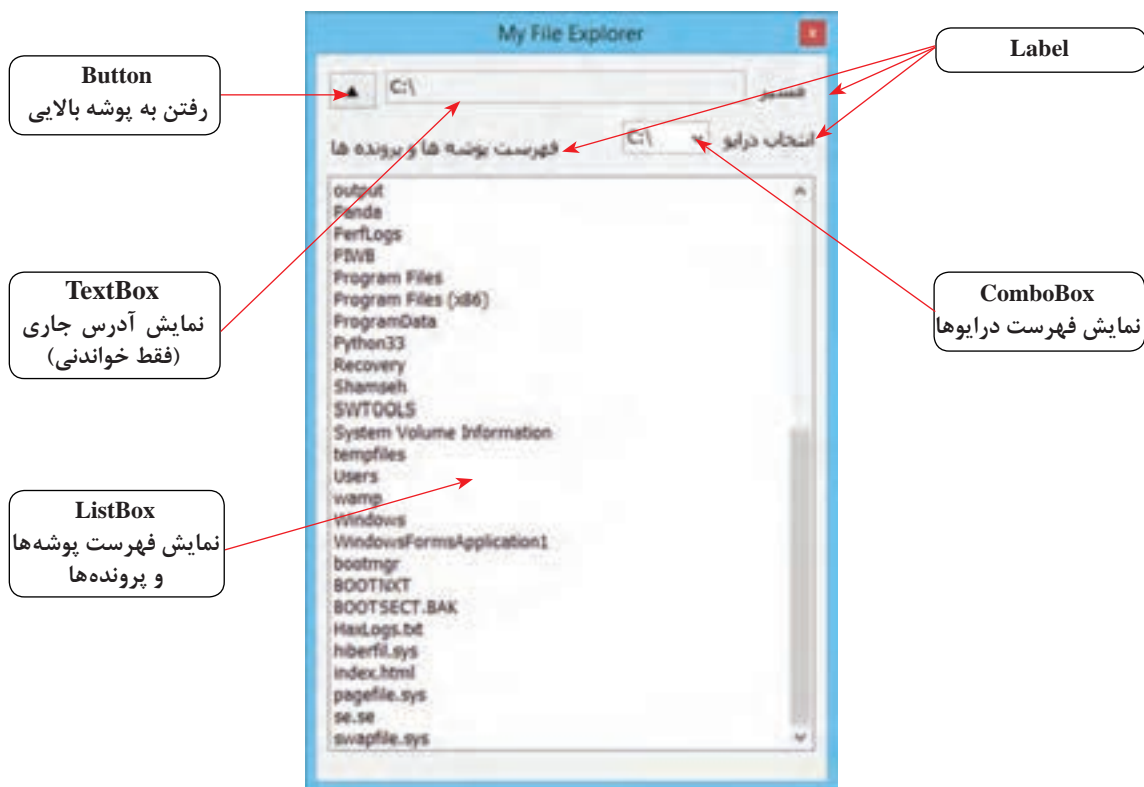 My File Explorer
x
Label
Button
رفتن به پوشه بالایی
▲
C:\
مسیر
انتخاب درایو
C:\
فهرست پوشه ها و پرونده ها
output
Panda
PerfLogs
PIWB
Program Files
Program Files (x86)
ProgramData
Python33
Recovery
Shamseh
SWTOOLS
System Volume Information
tempfiles
Users
wamp
Windows
WindowsFormsApplication1
bootmgr
BOOTNXT
BOOTSECT.BAK
HaxLogs.txt
hiberfil.sys
index.html
pagefile.sys
se.se
swapfile.sys
TextBox
نمایش آدرس جاری
(فقط خواندنی)
ComboBox
نمایش فهرست درایوها
ListBox
نمایش فهرست پوشه‌ها
و پرونده‌ها